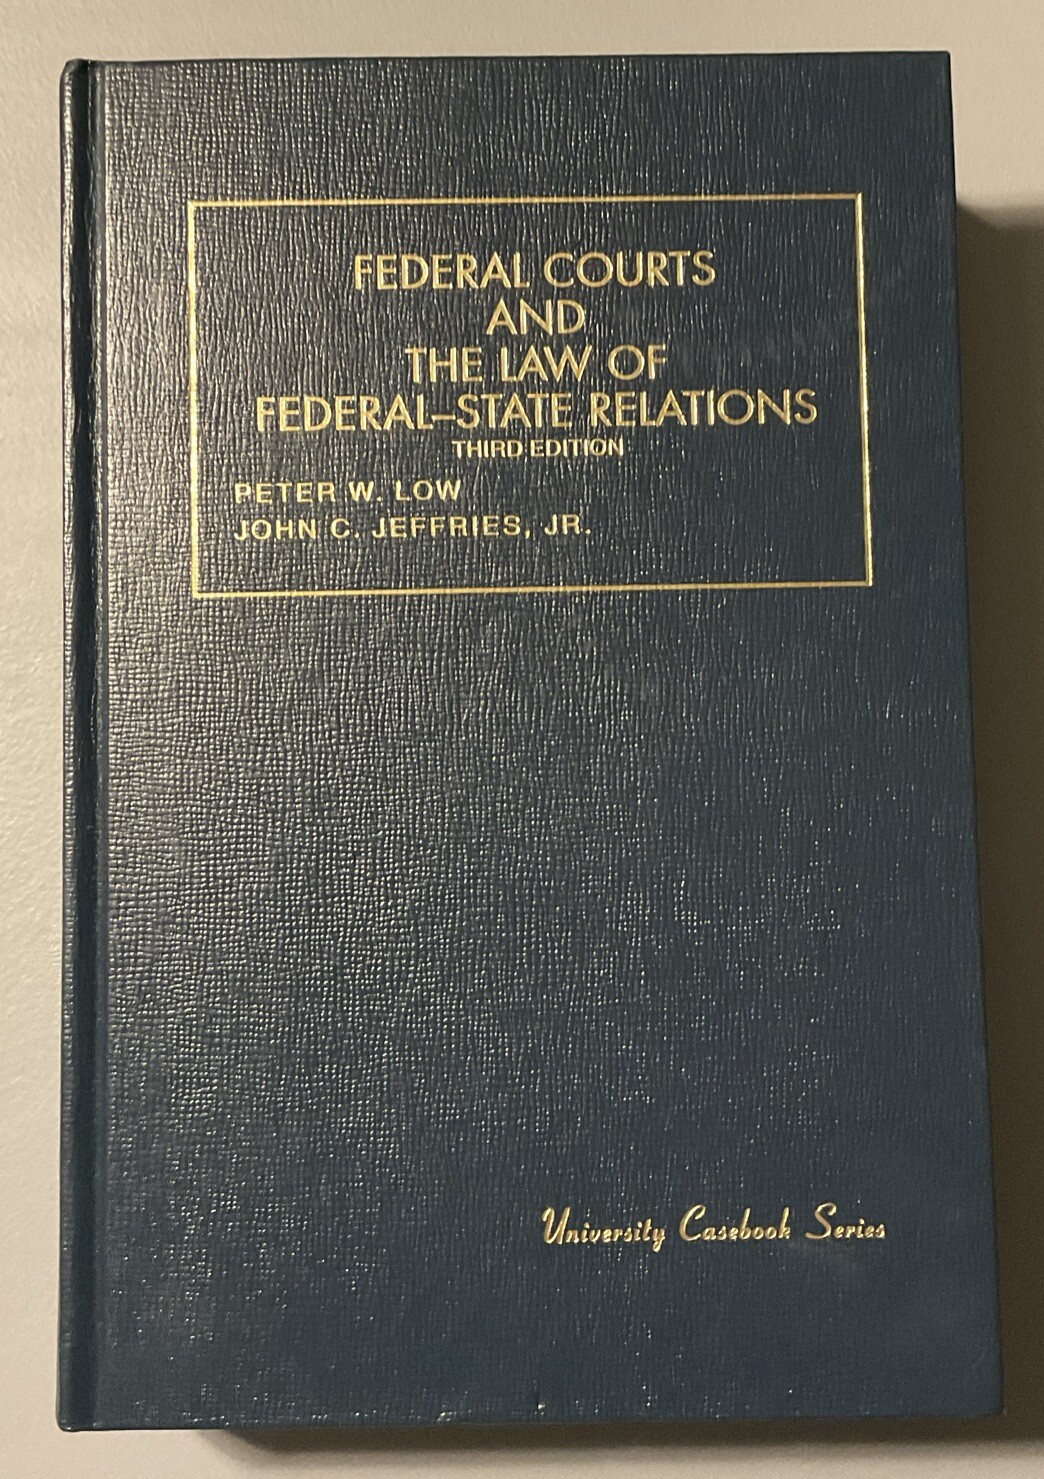 FEDERAL COURTS
AND
THE LAW OF
FEDERAL–STATE RELATIONS
THIRD EDITION
PETER W. LOW
JOHN C. JEFFRIES, JR.
University Casebook Series